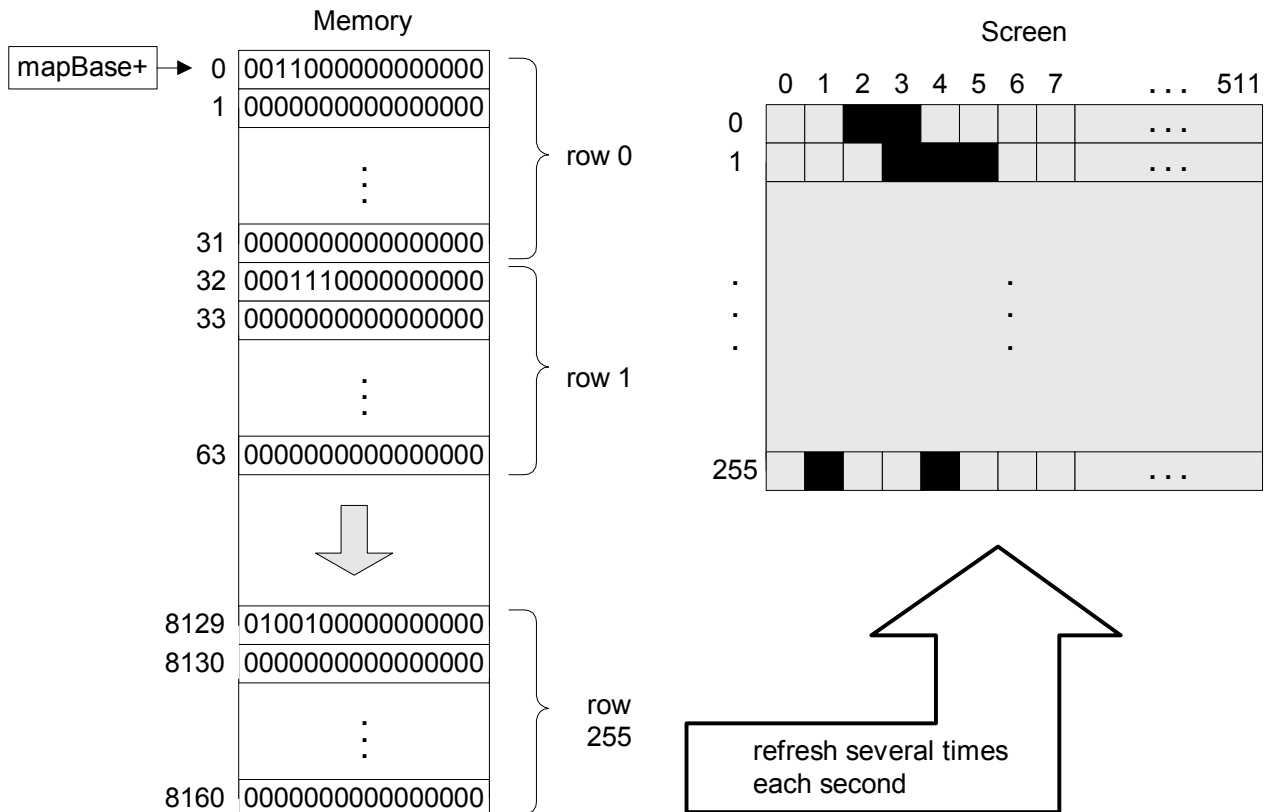 Memory
mapBase+
0 0011000000000000
1 0000000000000000
row 0
31 0000000000000000
32 0001110000000000
33 0000000000000000
row 1
63 0000000000000000
8129 0100100000000000
8130 0000000000000000
row
255
8160 0000000000000000
Screen
0 1 2 3 4 5 6 7 . . . 511
0 . . .
1 . . .
255 . . .
refresh several times
each second